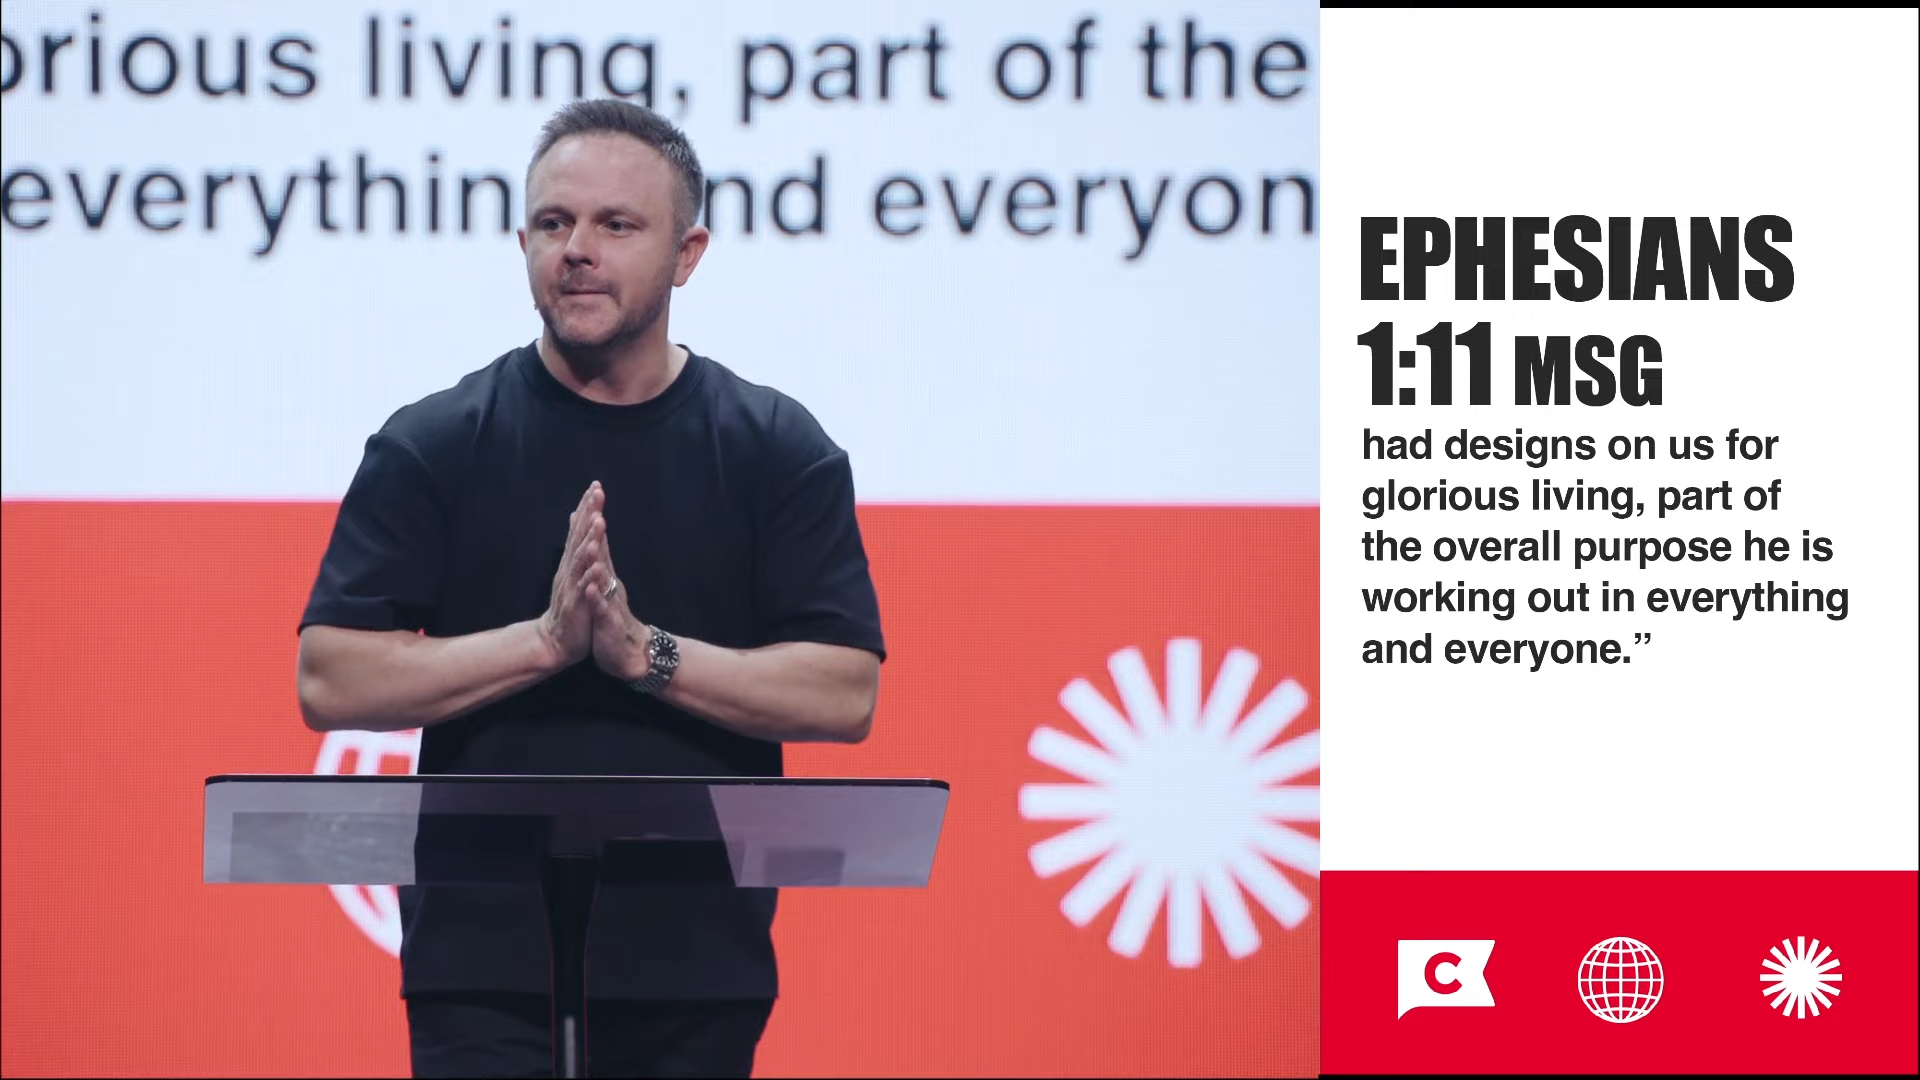 orious living, part of the
everythin nd everyon
EPHESIANS
1:11 MSG
had designs on us for
glorious living, part of
the overall purpose he is
working out in everything
and everyone.”
C